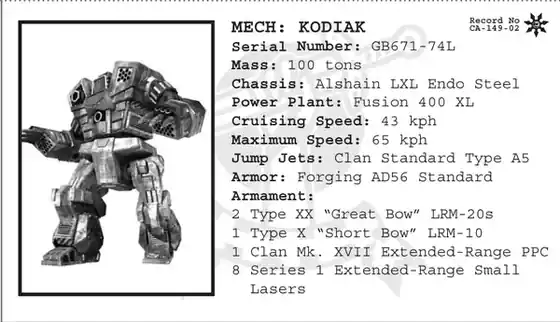 MECH: KODIAK
Record No
CA-149-02
Serial Number: GB671-74L
Mass: 100 tons
Chassis: Alshain LXL Endo Steel
Power Plant: Fusion 400 XL
Cruising Speed: 43 kph
Maximum Speed: 65 kph
Jump Jets: Clan Standard Type A5
Armor: Forging AD56 Standard
Armament:
2 Type XX “Great Bow” LRM-20s
1 Type X “Short Bow” LRM-10
1 Clan Mk. XVII Extended-Range PPC
8 Series 1 Extended-Range Small
Lasers